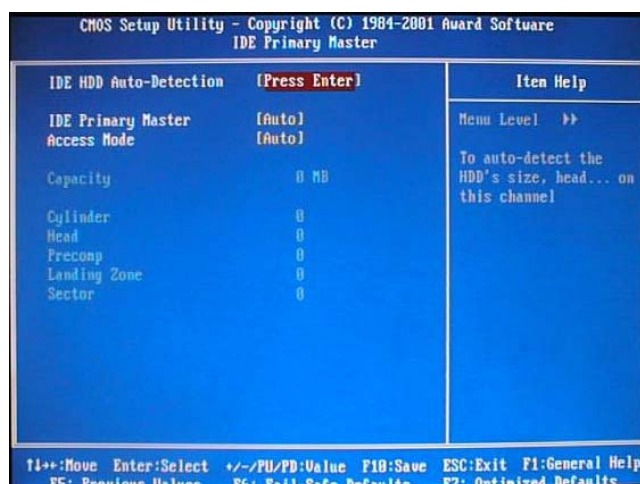 CMOS Setup Utility - Copyright (C) 1984-2001 Award Software
IDE Primary Master
IDE HDD Auto-Detection [Press Enter]
IDE Primary Master [Auto]
Access Mode [Auto]
Capacity 0 MB
Cylinder 0
Head 0
Precomp 0
Landing Zone 0
Sector 0
Item Help
Menu Level ▸▸
To auto-detect the
HDD's size, head... on
this channel
↑↓→←:Move Enter:Select +/-/PU/PD:Value F10:Save ESC:Exit F1:General Help
F5: Previous Values F6: Fail-Safe Defaults F7: Optimized Defaults